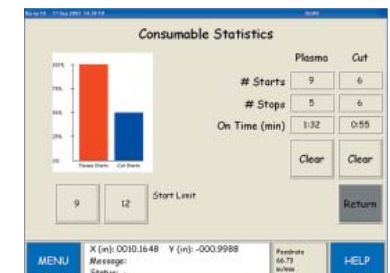 Consumable Statistics
Plasma Cut
100%
75%
50%
25%
0%
Plasma Starts Cut Starts
# Starts 9 6
# Stops 5 6
On Time (min) 1:32 0:55
Clear Clear
9 12 Start Limit
Return
MENU
X (in): 0010.1648 Y (in): -000.9988
Message:
Status:
Feedrate
66.73
in/min
HELP